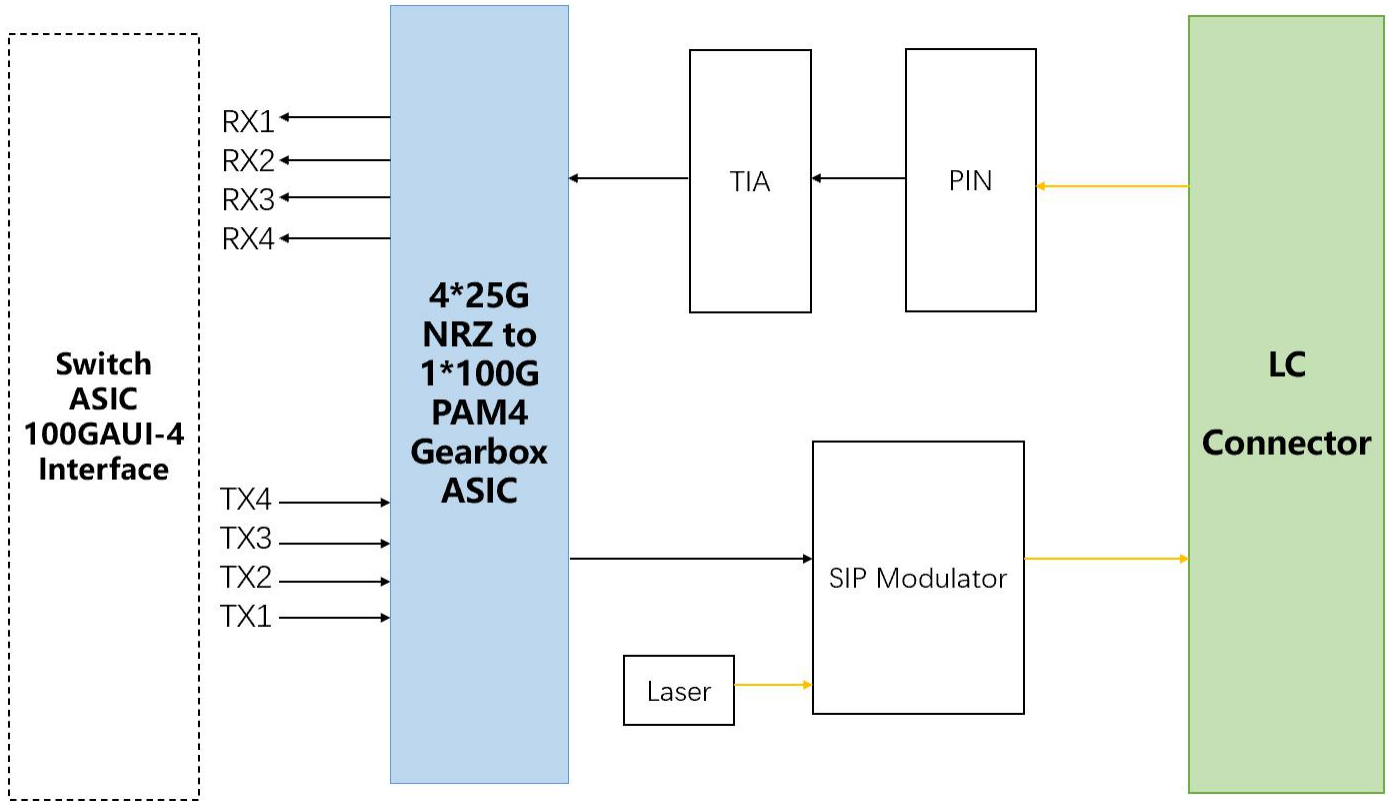 Switch
ASIC
100GAUI-4
Interface
RX1
RX2
RX3
RX4
TX4
TX3
TX2
TX1
4*25G
NRZ to
1*100G
PAM4
Gearbox
ASIC
TIA
PIN
SIP Modulator
Laser
LC
Connector